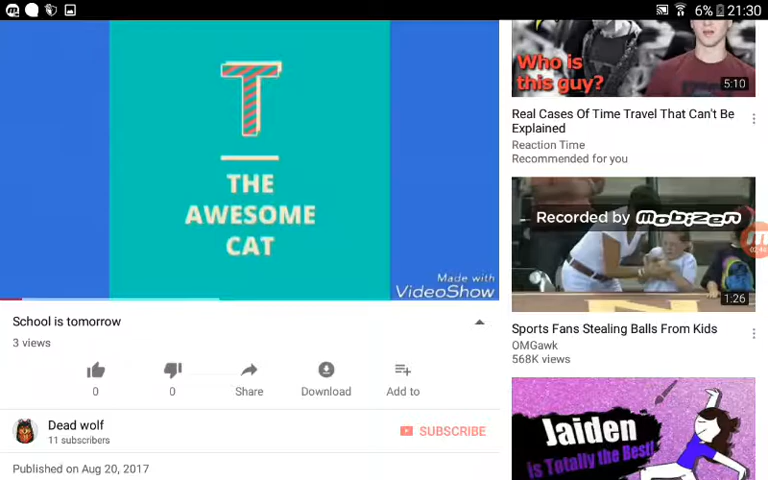 6% 21:30
T
THE
AWESOME
CAT
Made with
VideoShow
School is tomorrow
3 views
0
0
Share
Download
Add to
Dead wolf
11 subscribers
SUBSCRIBE
Published on Aug 20, 2017
Who is
this guy?
5:10
Real Cases Of Time Travel That Can't Be
Explained
Reaction Time
Recommended for you
Recorded by mobizen
1:26
Sports Fans Stealing Balls From Kids
OMGawk
568K views
Jaiden
is Totally the Best!